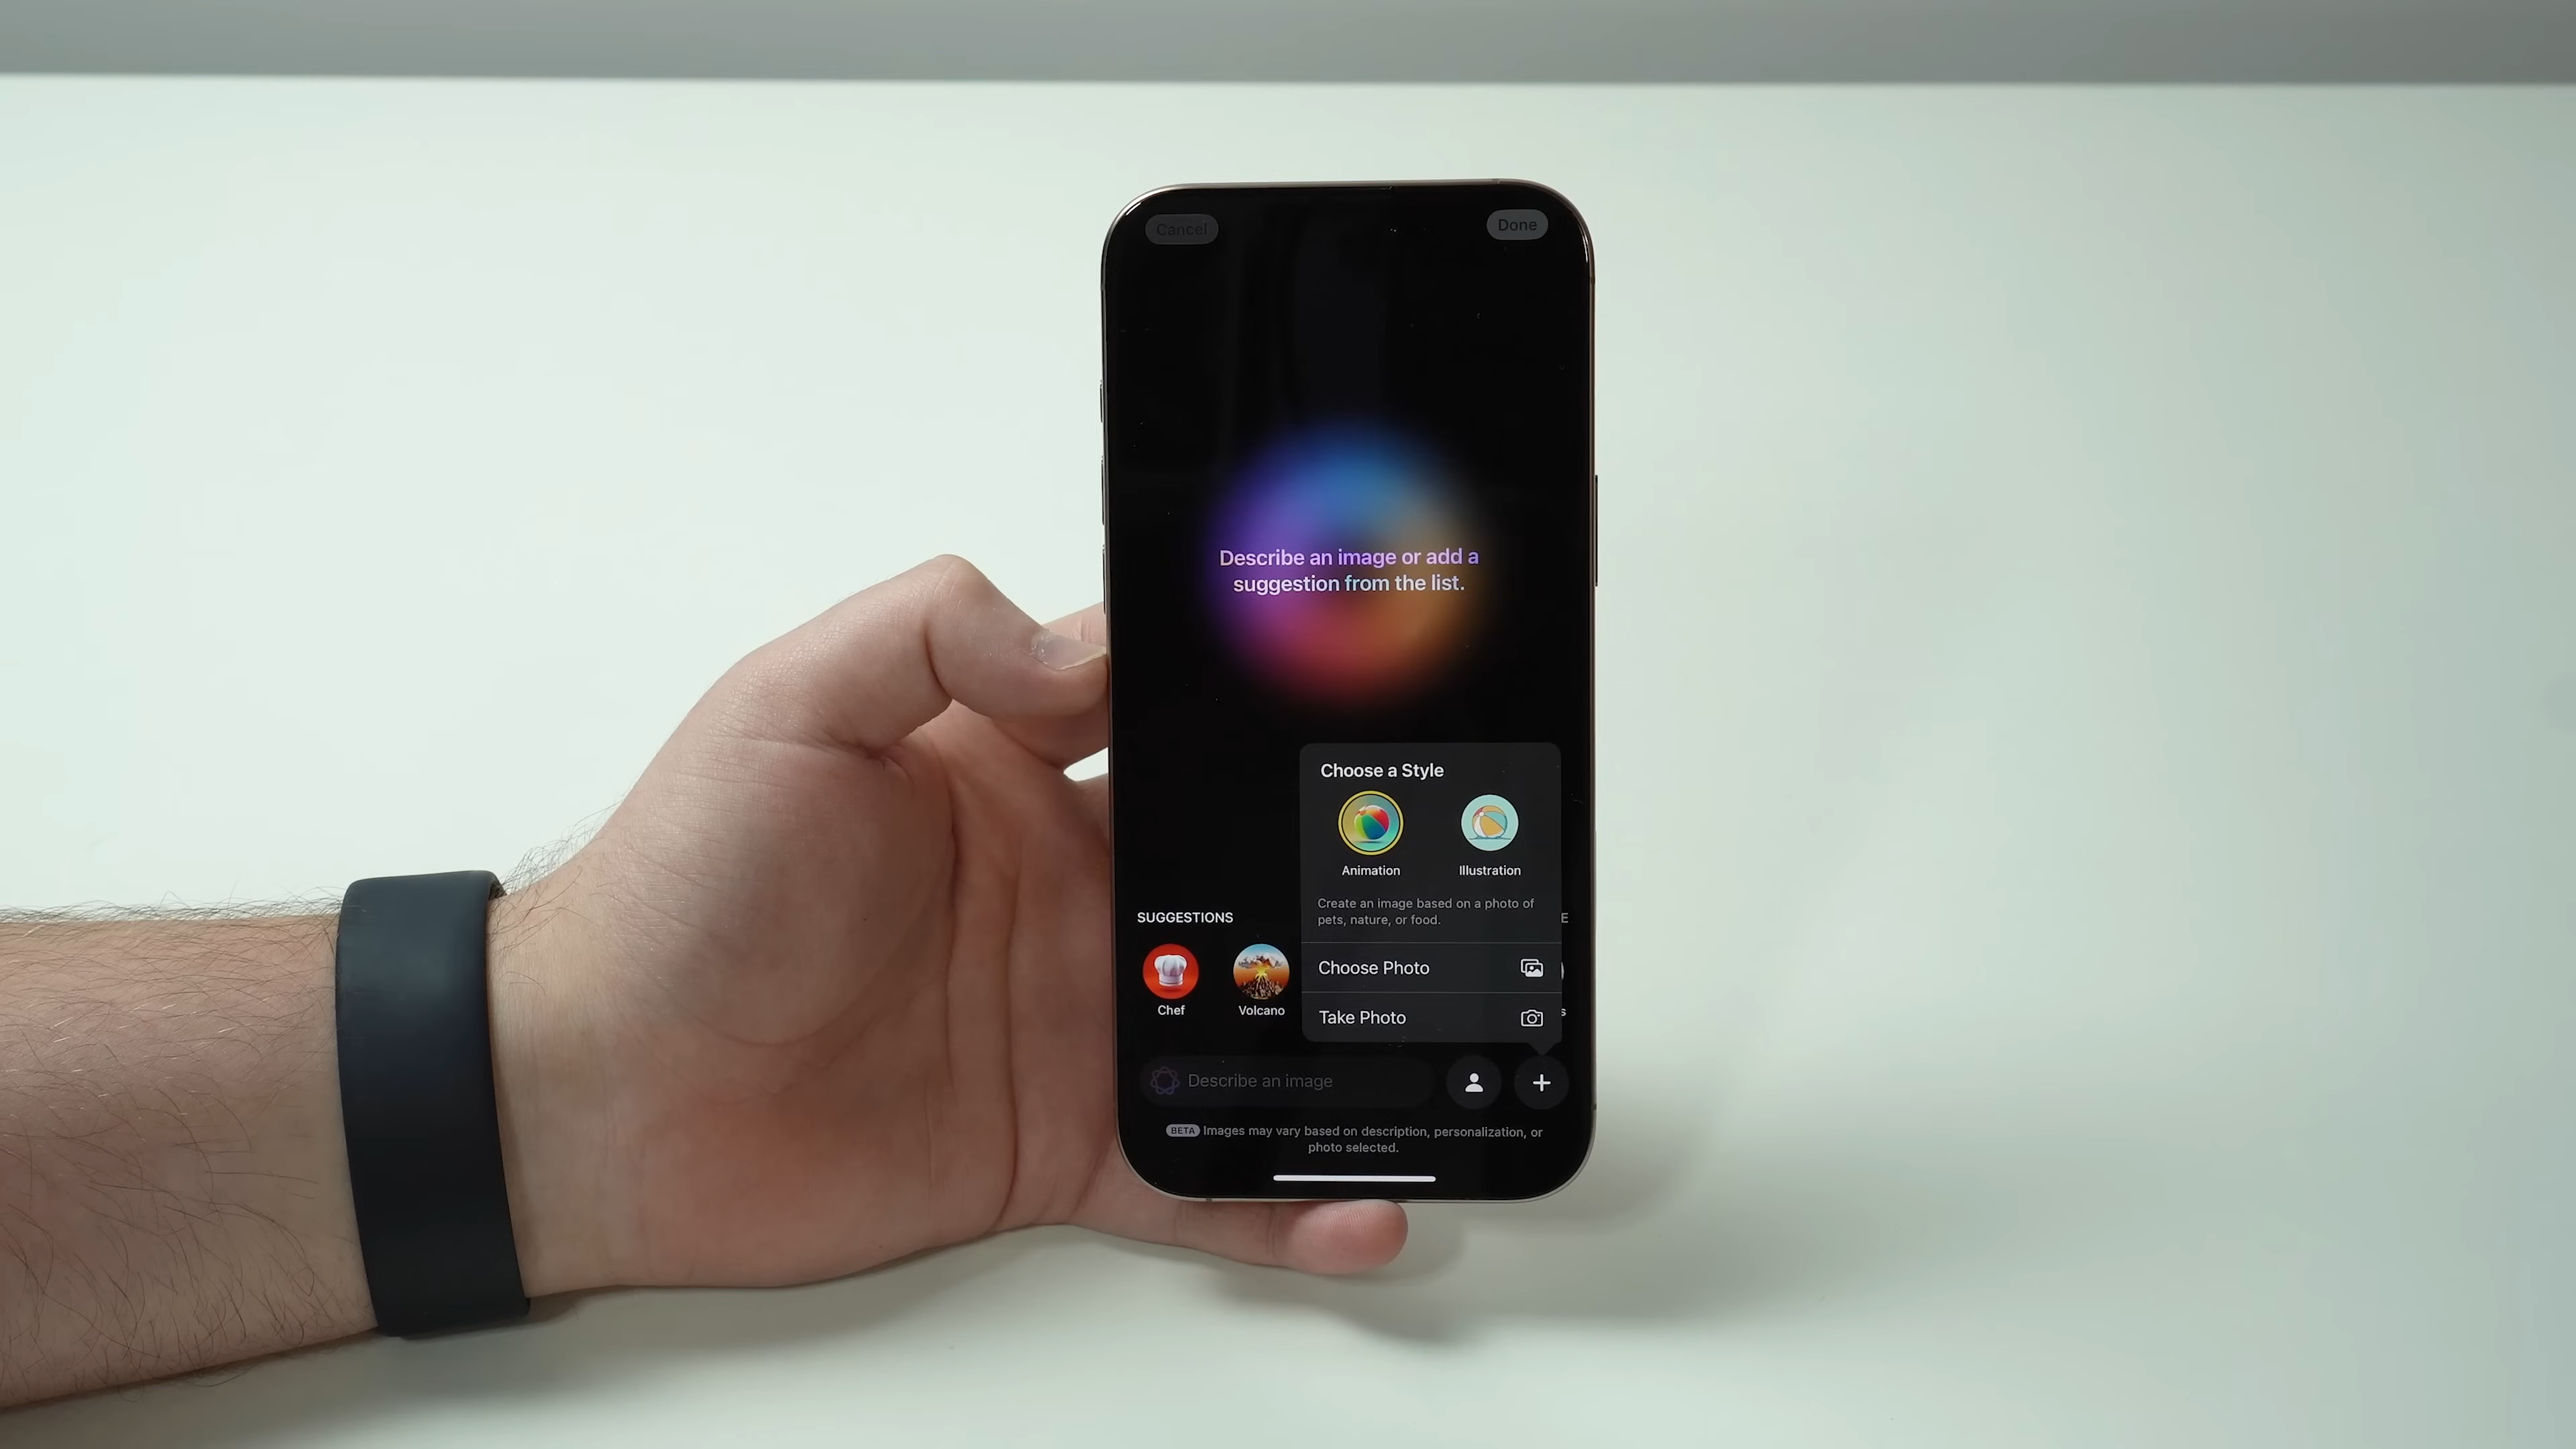 Cancel
Done
Describe an image or add a
suggestion from the list.
Choose a Style
Animation
Illustration
Create an image based on a photo of
pets, nature, or food.
SUGGESTIONS
E
Choose Photo
Chef
Volcano
s
Take Photo
Describe an image
BETA Images may vary based on description, personalization, or
photo selected.